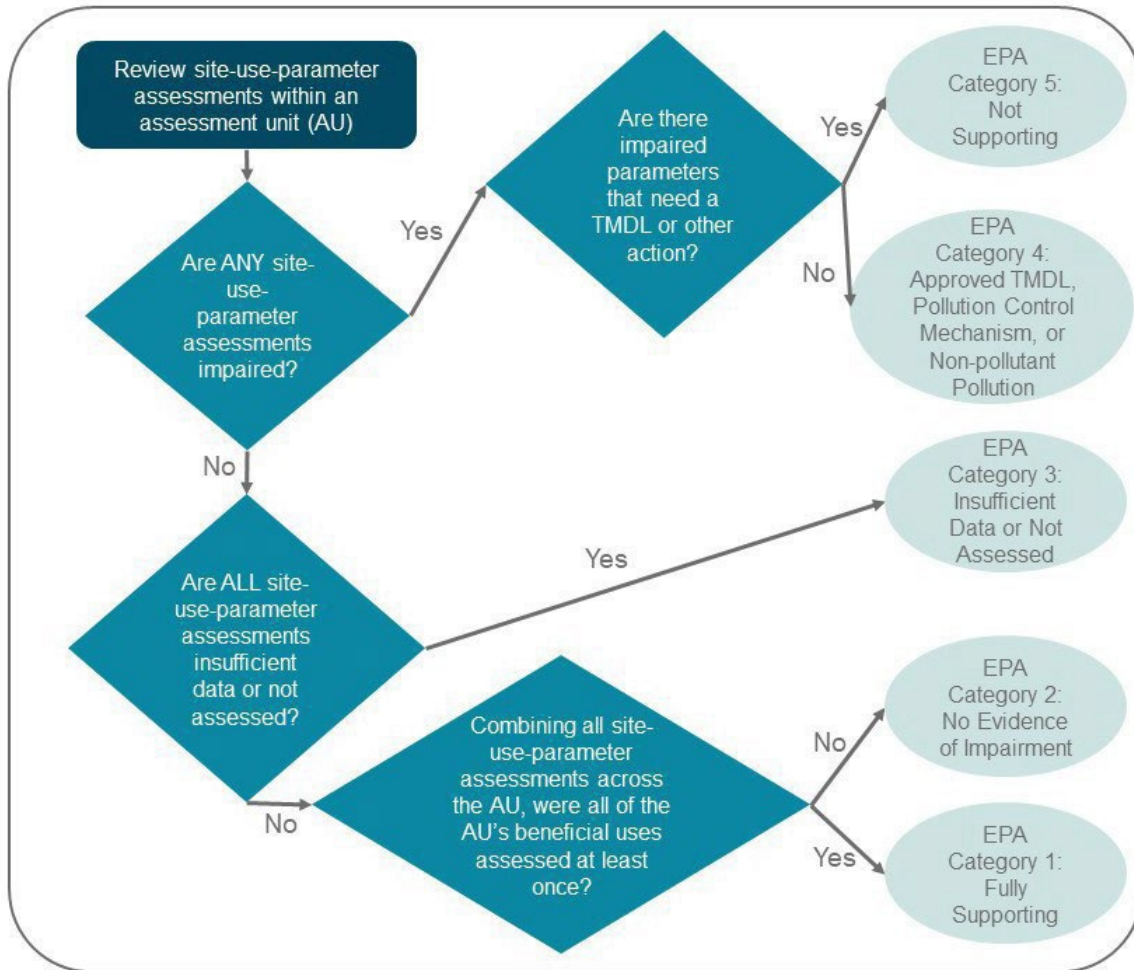 Review site-use-parameter
assessments within an
assessment unit (AU)
Are ANY site-
use-
parameter
assessments
impaired?
Yes
Are there
impaired
parameters
that need a
TMDL or other
action?
Yes
EPA
Category 5:
Not
Supporting
No
EPA
Category 4:
Approved TMDL,
Pollution Control
Mechanism, or
Non-pollutant
Pollution
No
Are ALL site-
use-parameter
assessments
insufficient
data or not
assessed?
Yes
EPA
Category 3:
Insufficient
Data or Not
Assessed
No
Combining all site-
use-parameter
assessments across
the AU, were all of the
AU's beneficial uses
assessed at least
once?
No
EPA
Category 2:
No Evidence
of Impairment
Yes
EPA
Category 1:
Fully
Supporting